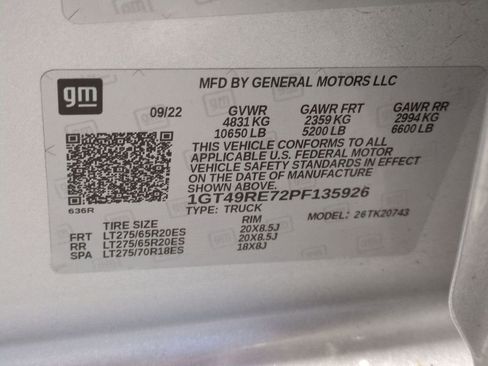 gm
MFD BY GENERAL MOTORS LLC
09/22 GVWR GAWR FRT GAWR RR
4831 KG 2359 KG 2994 KG
10650 LB 5200 LB 6600 LB
THIS VEHICLE CONFORMS TO ALL
APPLICABLE U.S. FEDERAL MOTOR
VEHICLE SAFETY STANDARDS IN EFFECT
ON THE DATE OF MANUFACTURE
SHOWN ABOVE.
1GT49RE72PF135926
636R
TYPE: TRUCK MODEL: 26TK20743
TIRE SIZE RIM
FRT LT275/65R20ES 20X8.5J
RR LT275/65R20ES 20X8.5J
SPA LT275/70R18ES 18X8J